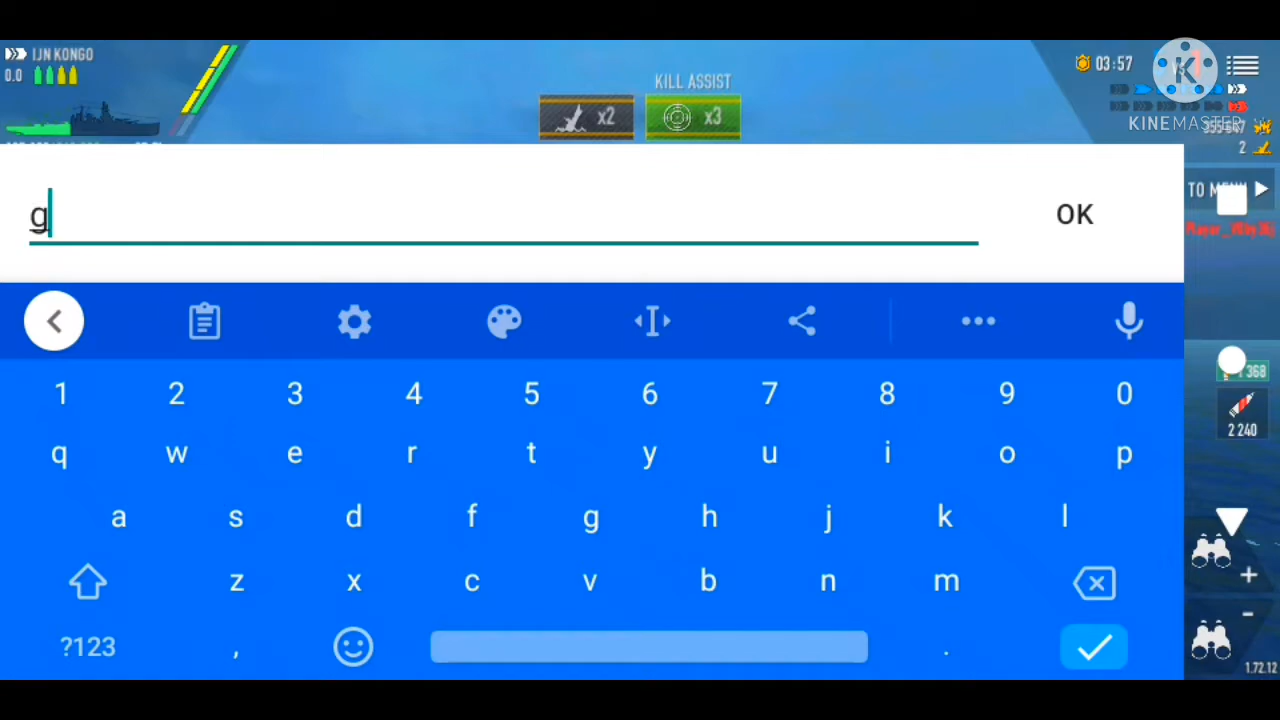 IJN KONGO
0.0
KILL ASSIST
x2
x3
03:57
KINEMASTER
2
g
OK
TO MENU
1 2 3 4 5 6 7 8 9 0
q w e r t y u i o p
a s d f g h j k l
z x c v b n m
?123 , .
368
2 240
+
-
1.72.12